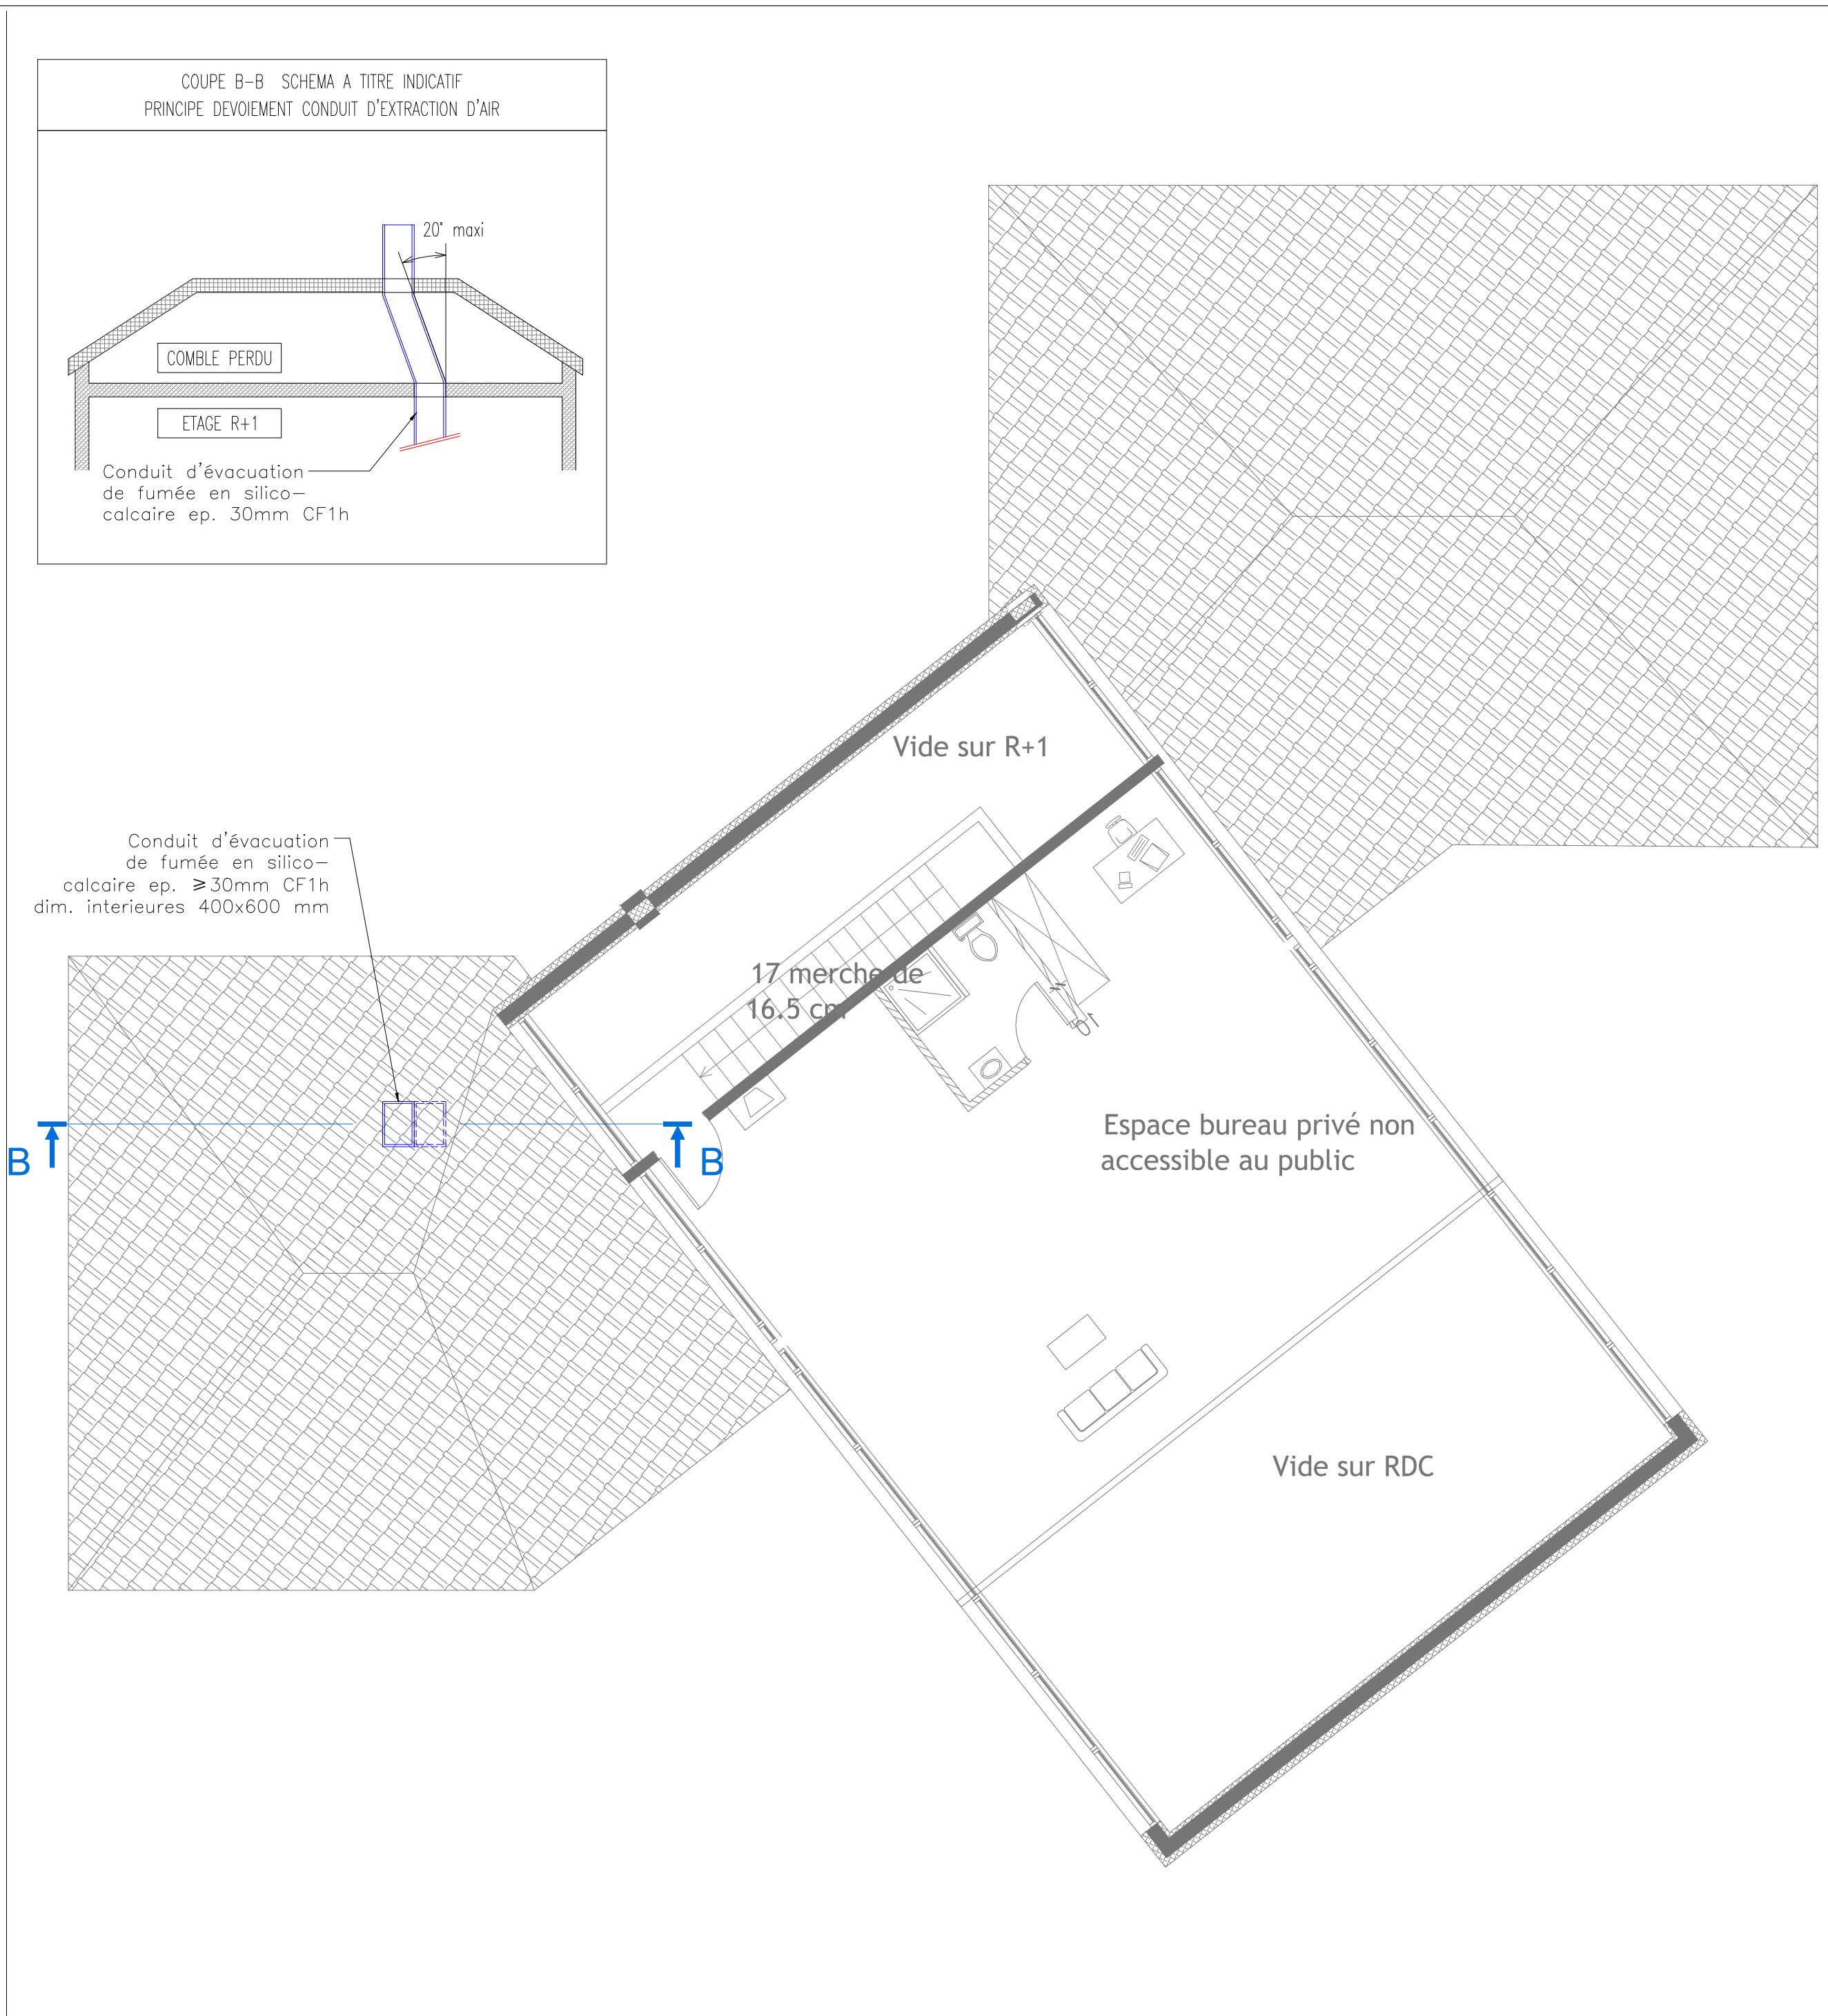 COUPE B-B SCHEMA A TITRE INDICATIF
PRINCIPE DEVOIEMENT CONDUIT D'EXTRACTION D'AIR
20° maxi
COMBLE PERDU
ETAGE R+1
Conduit d'évacuation
de fumée en silico-
calcaire ep. 30mm CF1h
Vide sur R+1
Conduit d'évacuation
de fumée en silico-
calcaire ep. ≥30mm CF1h
dim. interieures 400x600 mm
17 merche de
16.5 cm
B
B
Espace bureau privé non
accessible au public
Vide sur RDC